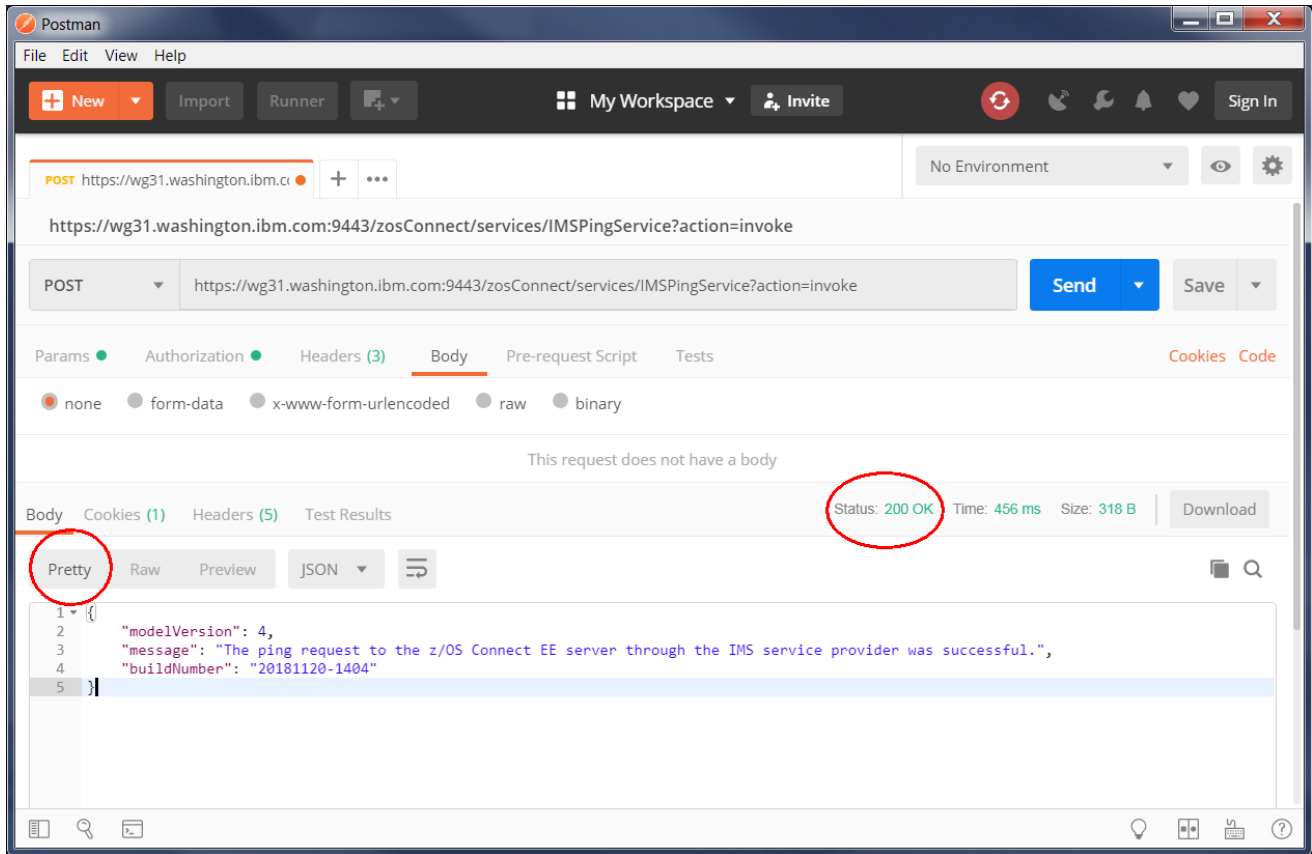 Postman
File Edit View Help
New Import Runner My Workspace Invite Sign In
POST https://wg31.washington.ibm.c No Environment
https://wg31.washington.ibm.com:9443/zosConnect/services/IMSPingService?action=invoke
POST https://wg31.washington.ibm.com:9443/zosConnect/services/IMSPingService?action=invoke Send Save
Params Authorization Headers (3) Body Pre-request Script Tests Cookies Code
none form-data x-www-form-urlencoded raw binary
This request does not have a body
Body Cookies (1) Headers (5) Test Results Status: 200 OK Time: 456 ms Size: 318 B Download
Pretty Raw Preview JSON
1 {
2 "modelVersion": 4,
3 "message": "The ping request to the z/OS Connect EE server through the IMS service provider was successful.",
4 "buildNumber": "20181120-1404"
5 }